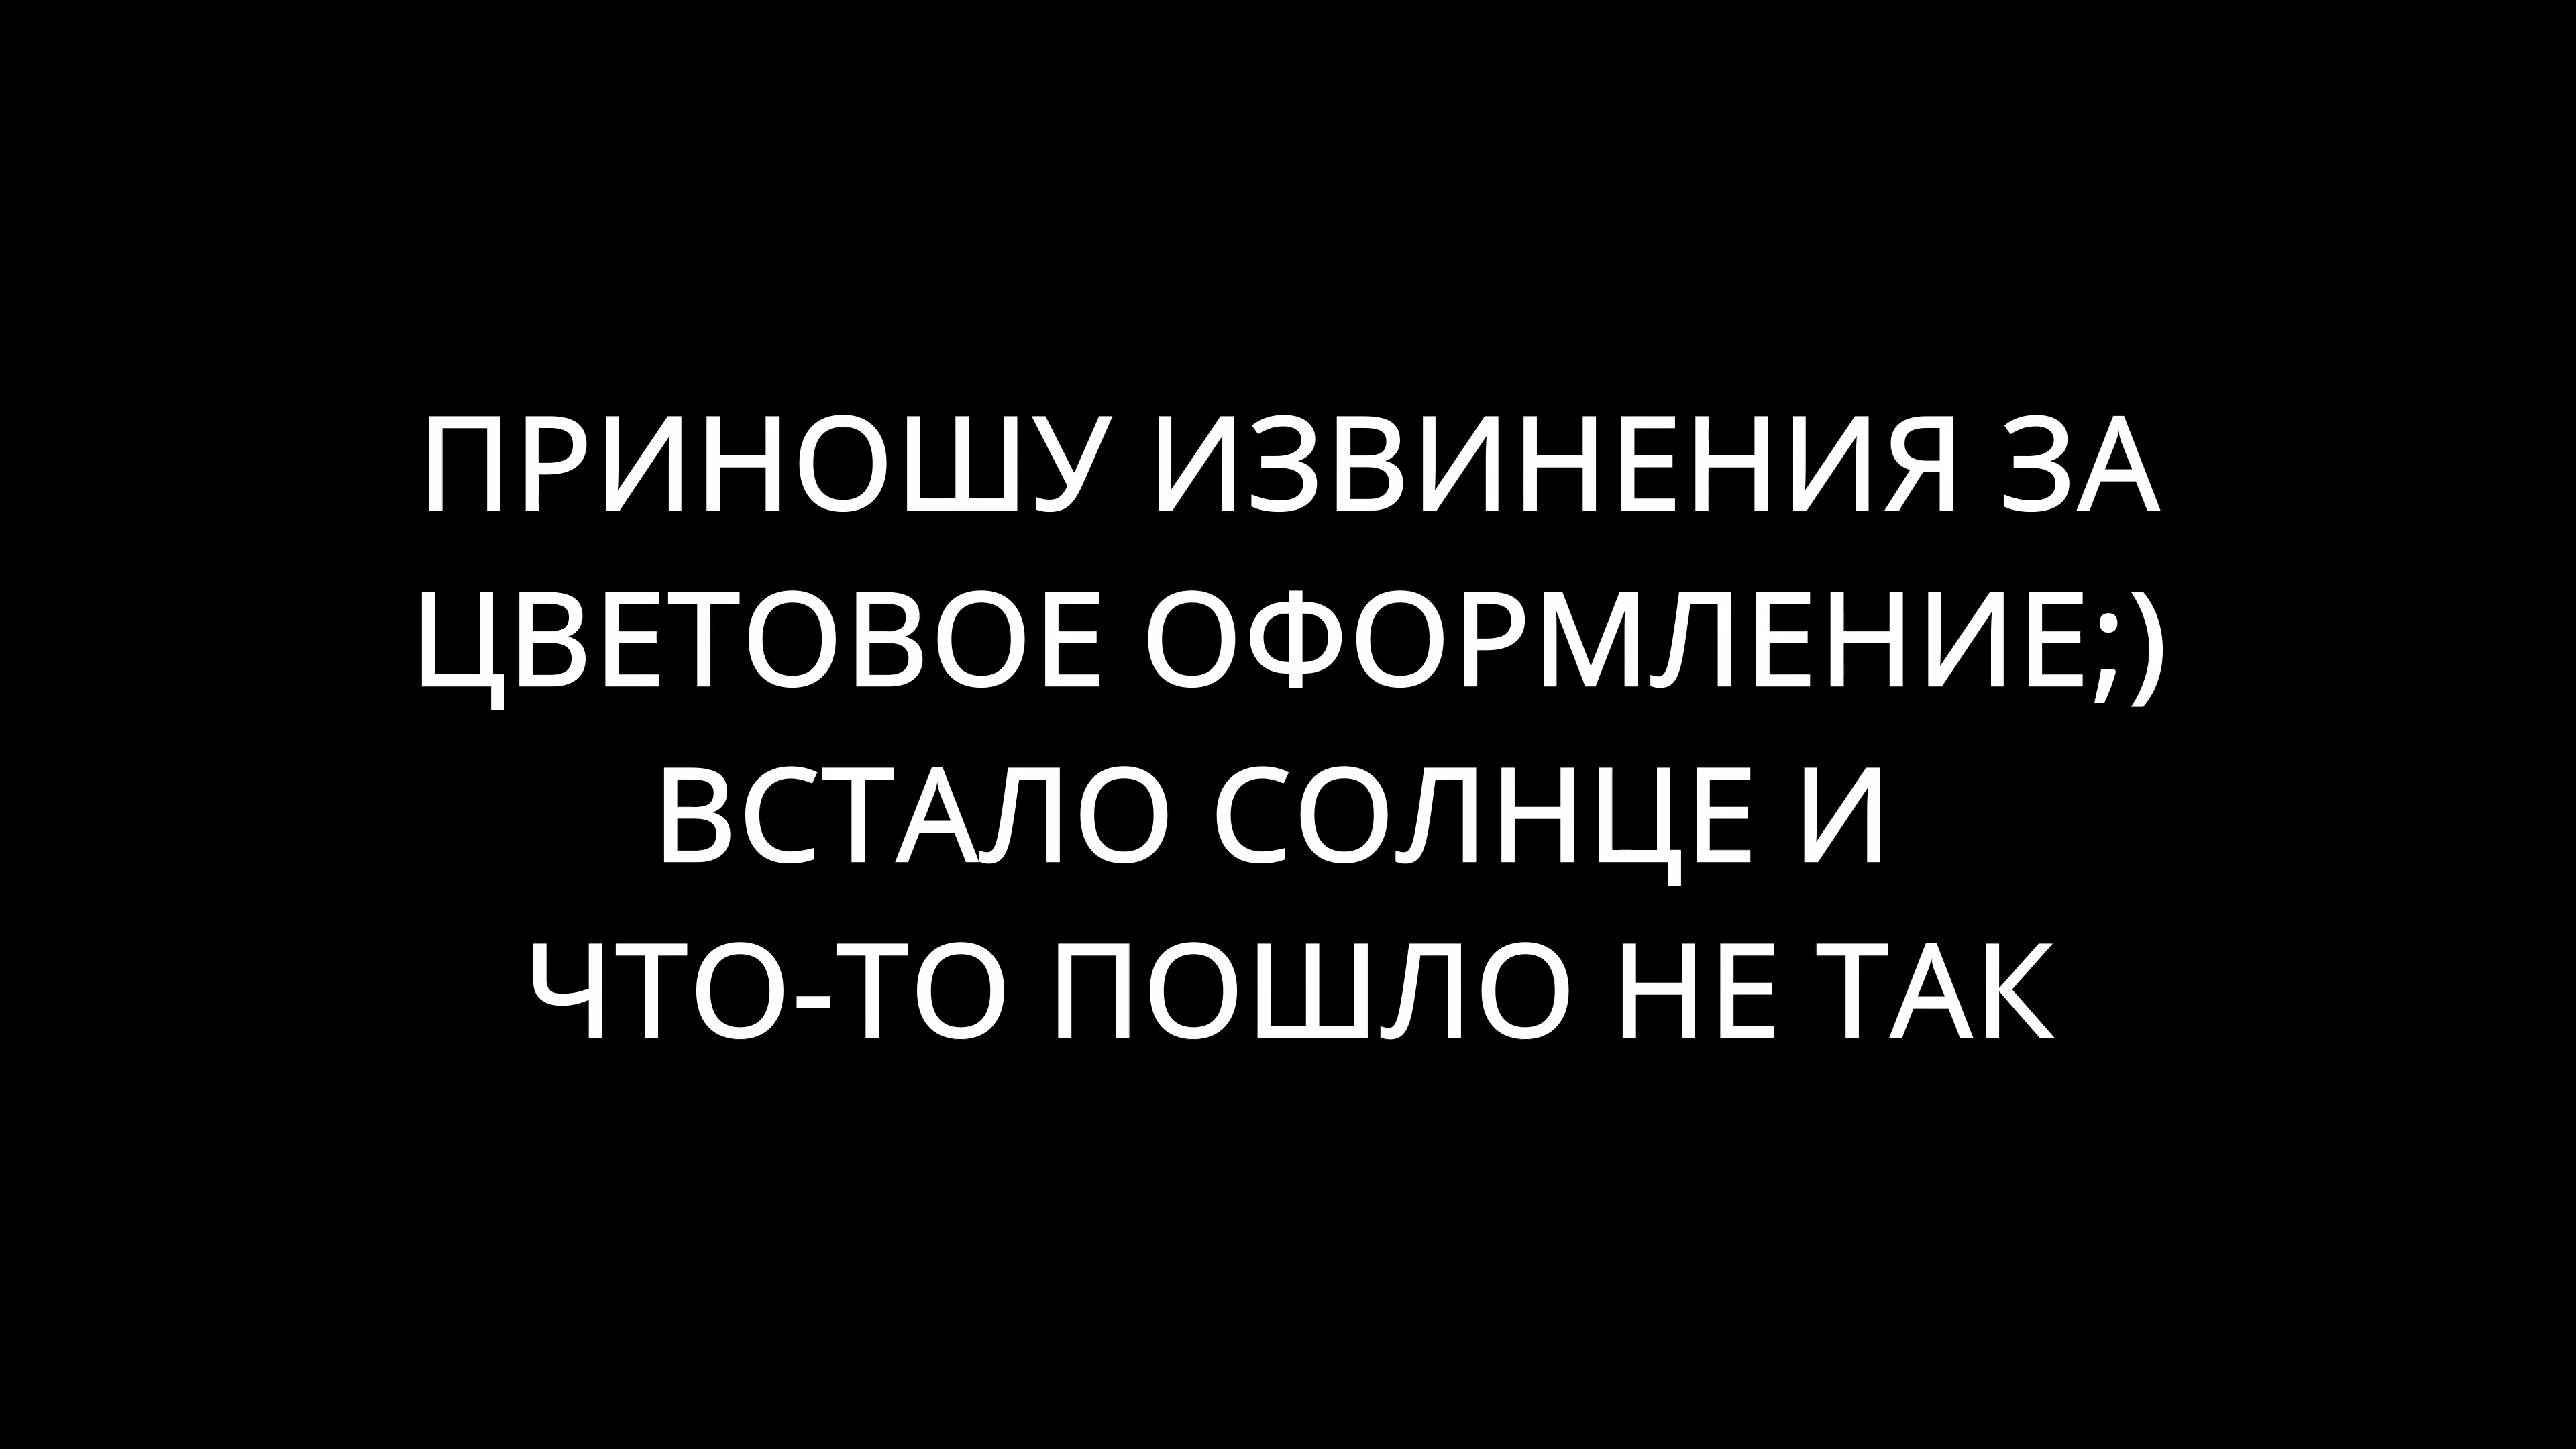 ПРИНОШУ ИЗВИНЕНИЯ ЗА
ЦВЕТОВОЕ ОФОРМЛЕНИЕ;)
ВСТАЛО СОЛНЦЕ И
ЧТО-ТО ПОШЛО НЕ ТАК